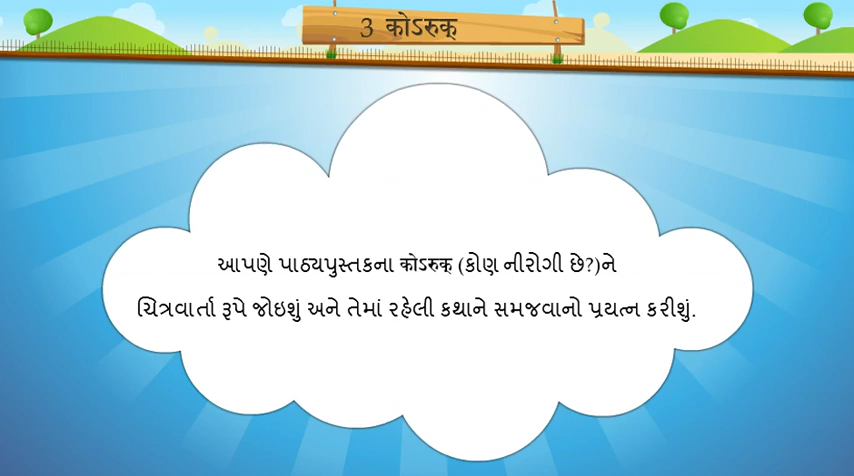 3 कोऽरुक्
આપણે પાઠ્યપુસ્તકના कोऽरुक् (કોણ નીરોગી છે?)ને
ચિત્રવાર્તા રૂપે જોઇશું અને તેમાં રહેલી કથાને સમજવાનો પ્રયત્ન કરીશું.